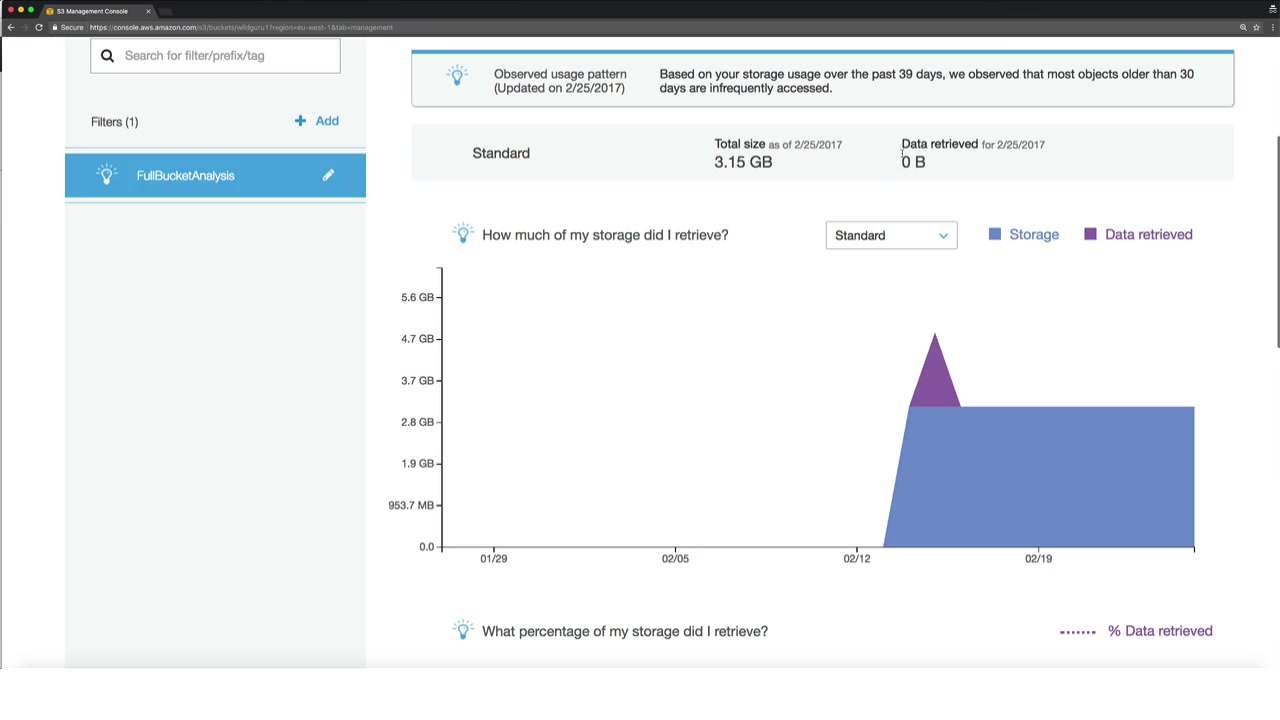 S3 Management Console
Secure https://console.aws.amazon.com/s3/buckets/wildguru1?region=eu-west-1&tab=management
Search for filter/prefix/tag
Filters (1)
Add
FullBucketAnalysis
Observed usage pattern
(Updated on 2/25/2017)
Based on your storage usage over the past 39 days, we observed that most objects older than 30
days are infrequently accessed.
Standard
Total size as of 2/25/2017
3.15 GB
Data retrieved for 2/25/2017
0 B
How much of my storage did I retrieve?
Standard
Storage
Data retrieved
5.6 GB
4.7 GB
3.7 GB
2.8 GB
1.9 GB
953.7 MB
0.0
01/29 02/05 02/12 02/19
What percentage of my storage did I retrieve?
% Data retrieved